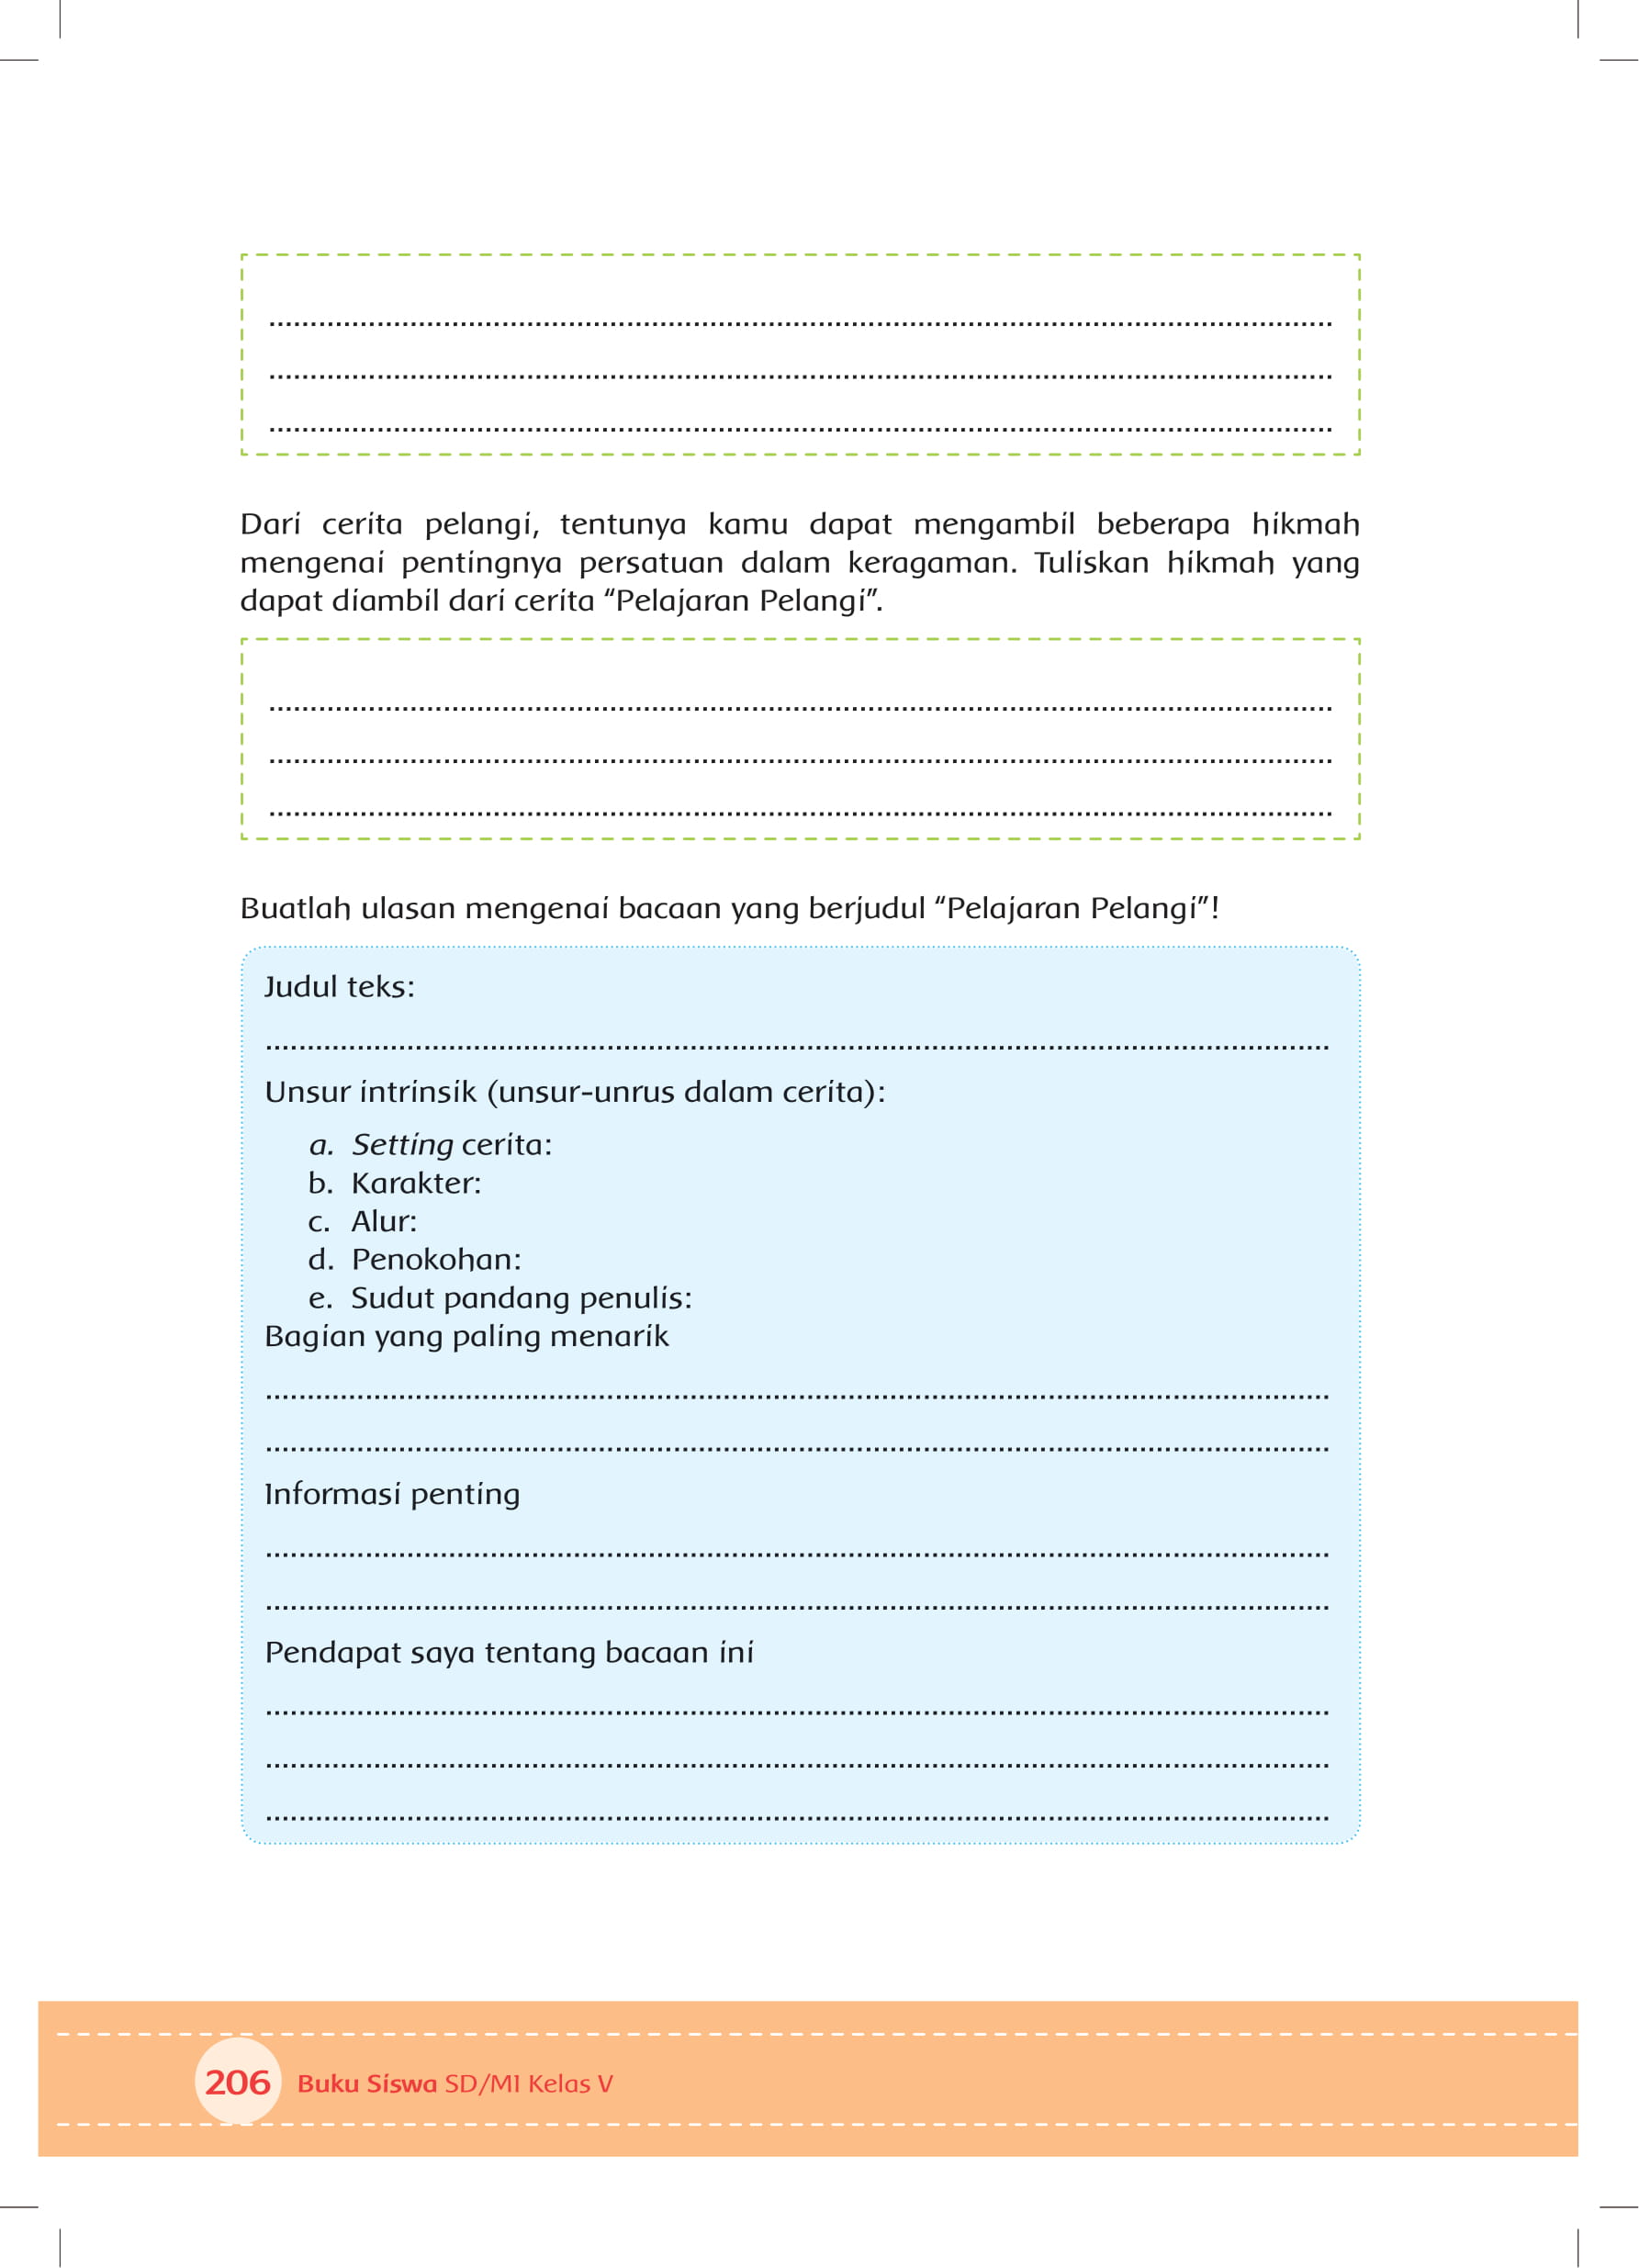 Dari cerita pelangi, tentunya kamu dapat mengambil beberapa hikmah
mengenai pentingnya persatuan dalam keragaman. Tuliskan hikmah yang
dapat diambil dari cerita “Pelajaran Pelangi”.
Buatlah ulasan mengenai bacaan yang berjudul “Pelajaran Pelangi”!
Judul teks:
Unsur intrinsik (unsur-unrus dalam cerita):
a. Setting cerita:
b. Karakter:
c. Alur:
d. Penokohan:
e. Sudut pandang penulis:
Bagian yang paling menarik
Informasi penting
Pendapat saya tentang bacaan ini
206 Buku Siswa SD/MI Kelas V